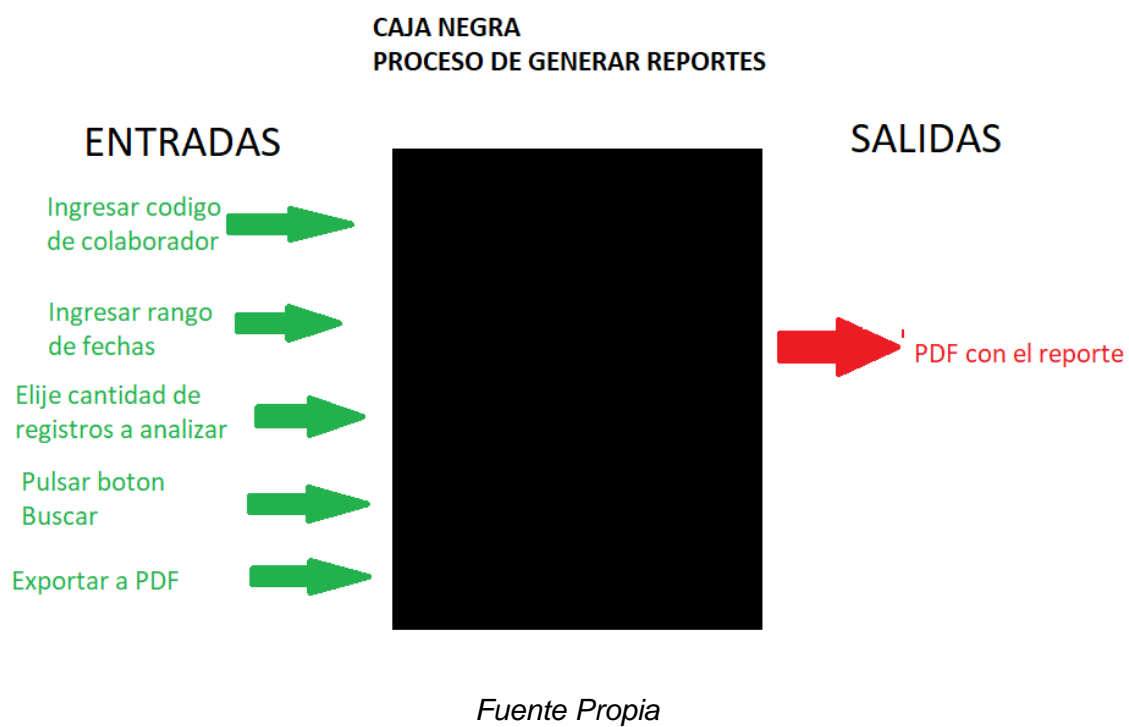 CAJA NEGRA
PROCESO DE GENERAR REPORTES
ENTRADAS
SALIDAS
Ingresar codigo
de colaborador
Ingresar rango
de fechas
Elije cantidad de
registros a analizar
Pulsar boton
Buscar
Exportar a PDF
PDF con el reporte
Fuente Propia